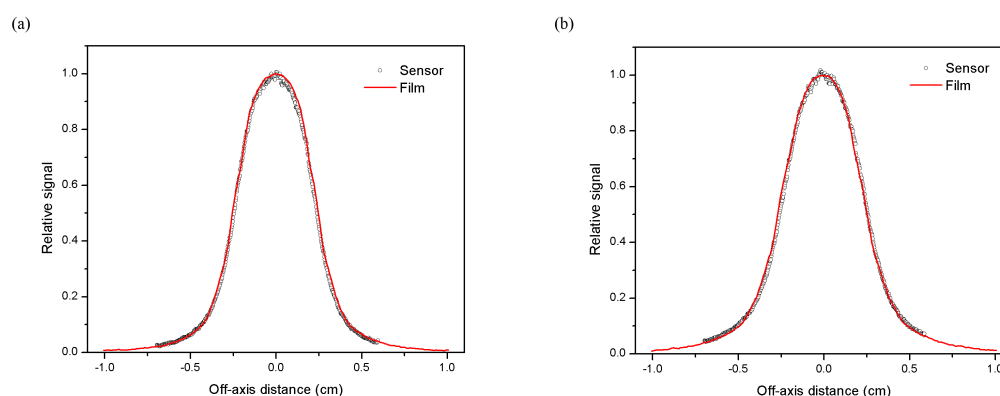 (a)
(b)
Sensor
Film
Relative signal
1.0
0.8
0.6
0.4
0.2
0.0
-1.0 -0.5 0.0 0.5 1.0
Off-axis distance (cm)
Sensor
Film
Relative signal
1.0
0.8
0.6
0.4
0.2
0.0
-1.0 -0.5 0.0 0.5 1.0
Off-axis distance (cm)